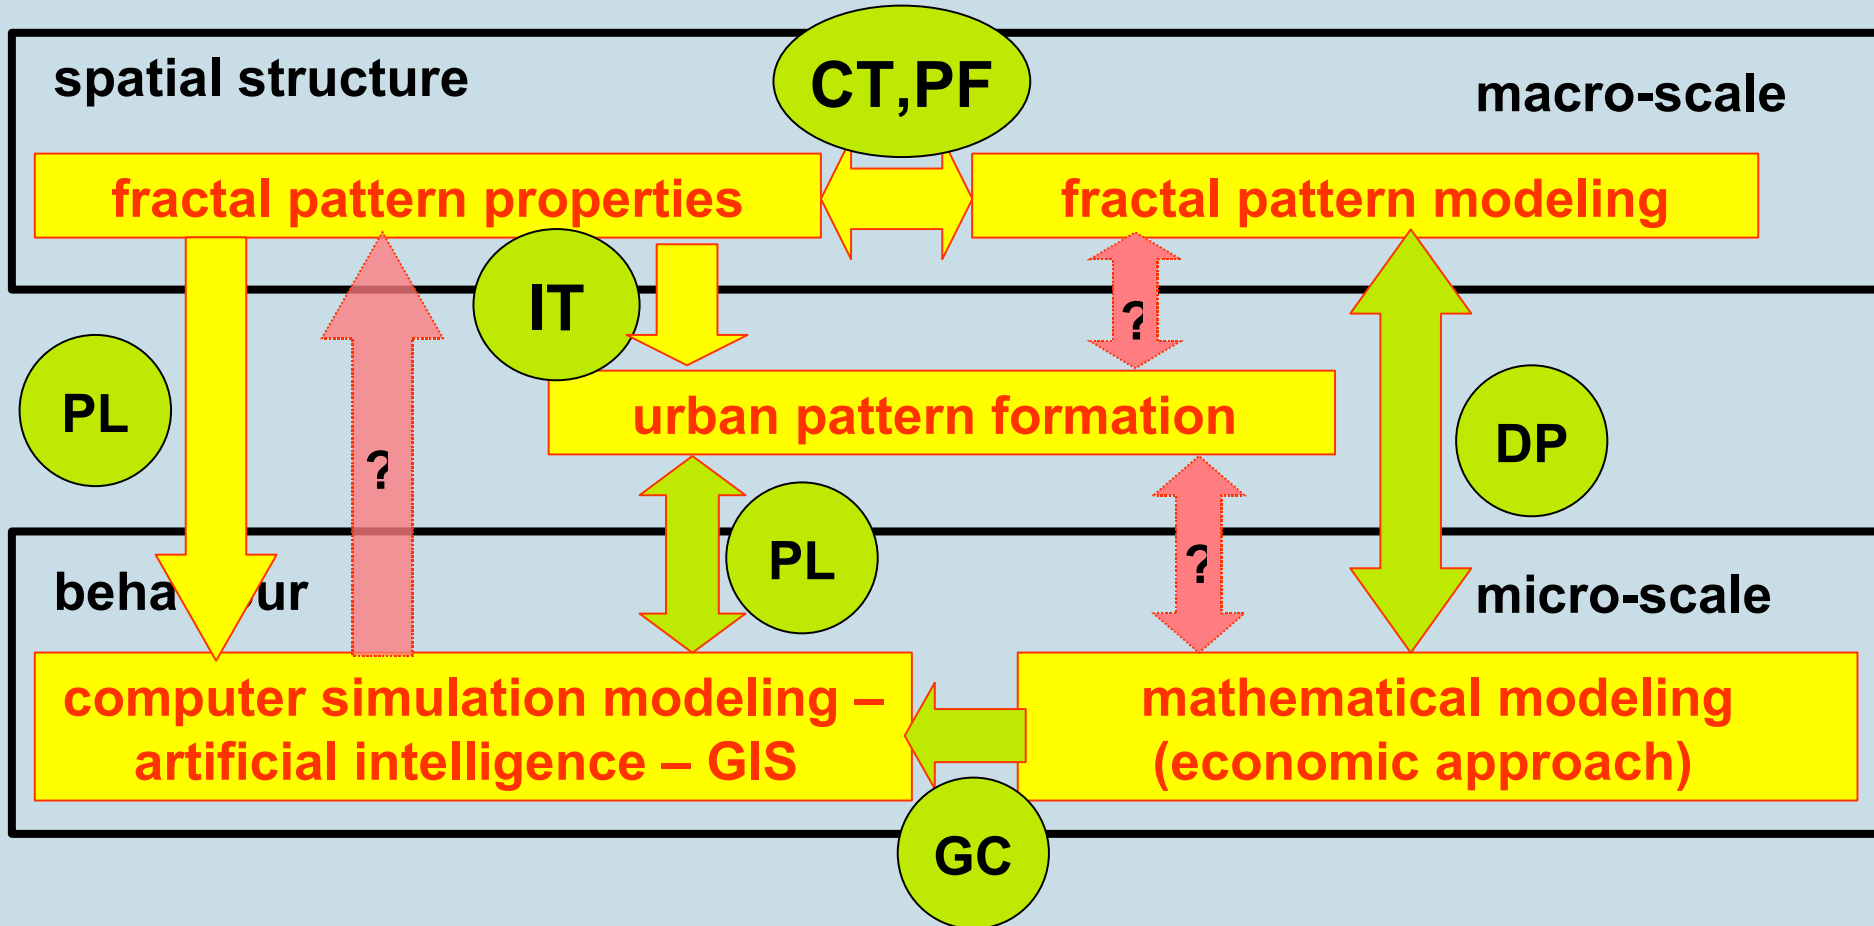 spatial structure
CT,PF
macro-scale
fractal pattern properties
fractal pattern modeling
IT
?
PL
urban pattern formation
DP
?
PL
?
beha ur
micro-scale
computer simulation modeling –
artificial intelligence – GIS
mathematical modeling
(economic approach)
GC